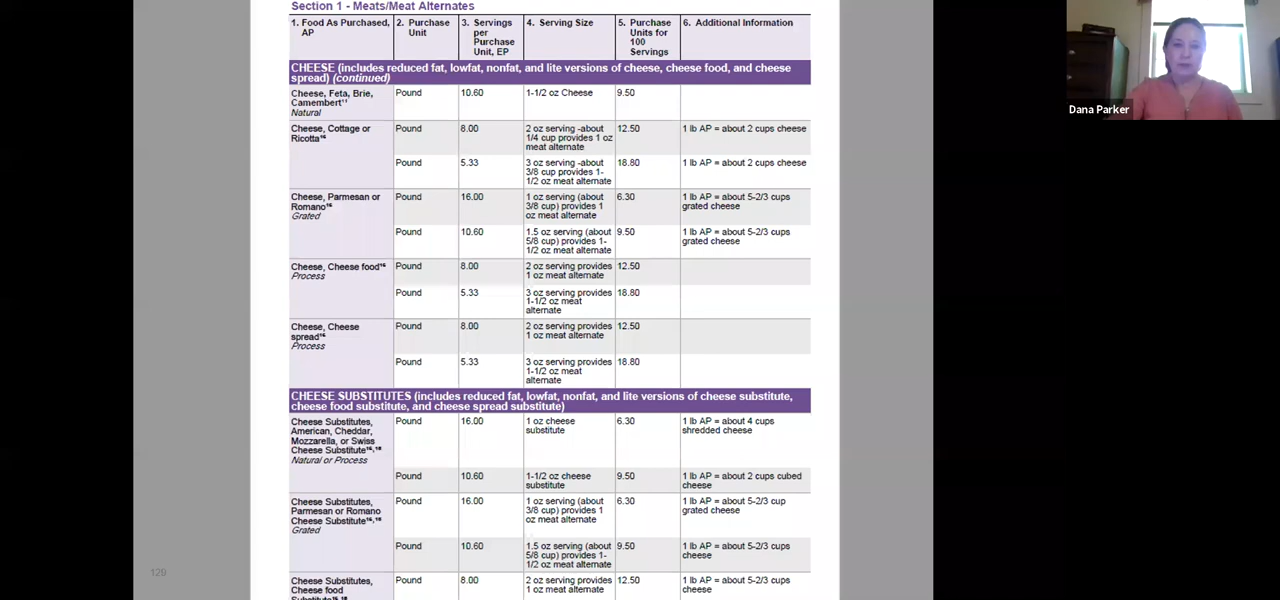 Section 1 - Meats/Meat Alternates
1. Food As Purchased, AP
2. Purchase Unit
3. Servings per Purchase Unit, EP
4. Serving Size
5. Purchase Units for 100 Servings
6. Additional Information
CHEESE (includes reduced fat, lowfat, nonfat, and lite versions of cheese, cheese food, and cheese
spread) (continued)
Cheese, Feta, Brie, Camembert¹⁷ Natural
Pound
10.60
1-1/2 oz Cheese
9.50
Cheese, Cottage or Ricotta¹⁶
Pound
8.00
2 oz serving -about 1/4 cup provides 1 oz meat alternate
12.50
1 lb AP = about 2 cups cheese
Pound
5.33
3 oz serving -about 3/8 cup provides 1-1/2 oz meat alternate
18.80
1 lb AP = about 2 cups cheese
Cheese, Parmesan or Romano¹⁶ Grated
Pound
16.00
1 oz serving (about 3/8 cup) provides 1 oz meat alternate
6.30
1 lb AP = about 5-2/3 cups grated cheese
Pound
10.60
1.5 oz serving (about 5/8 cup) provides 1-1/2 oz meat alternate
9.50
1 lb AP = about 5-2/3 cups grated cheese
Cheese, Cheese food¹⁶ Process
Pound
8.00
2 oz serving provides 1 oz meat alternate
12.50
Pound
5.33
3 oz serving provides 1-1/2 oz meat alternate
18.80
Cheese, Cheese spread¹⁶ Process
Pound
8.00
2 oz serving provides 1 oz meat alternate
12.50
Pound
5.33
3 oz serving provides 1-1/2 oz meat alternate
18.80
CHEESE SUBSTITUTES (includes reduced fat, lowfat, nonfat, and lite versions of cheese substitute,
cheese food substitute, and cheese spread substitute)
Cheese Substitutes, American, Cheddar, Mozzarella, or Swiss Cheese Substitute¹⁶,¹⁸ Natural or Process
Pound
16.00
1 oz cheese substitute
6.30
1 lb AP = about 4 cups shredded cheese
Pound
10.60
1-1/2 oz cheese substitute
9.50
1 lb AP = about 2 cups cubed cheese
Cheese Substitutes, Parmesan or Romano Cheese Substitute¹⁶,¹⁸ Grated
Pound
16.00
1 oz serving (about 3/8 cup) provides 1 oz meat alternate
6.30
1 lb AP = about 5-2/3 cup grated cheese
Pound
10.60
1.5 oz serving (about 5/8 cup) provides 1-1/2 oz meat alternate
9.50
1 lb AP = about 5-2/3 cups cheese
Cheese Substitutes, Cheese food
Pound
8.00
2 oz serving provides 1 oz meat alternate
12.50
1 lb AP = about 5-2/3 cups cheese
120
Dana Parker